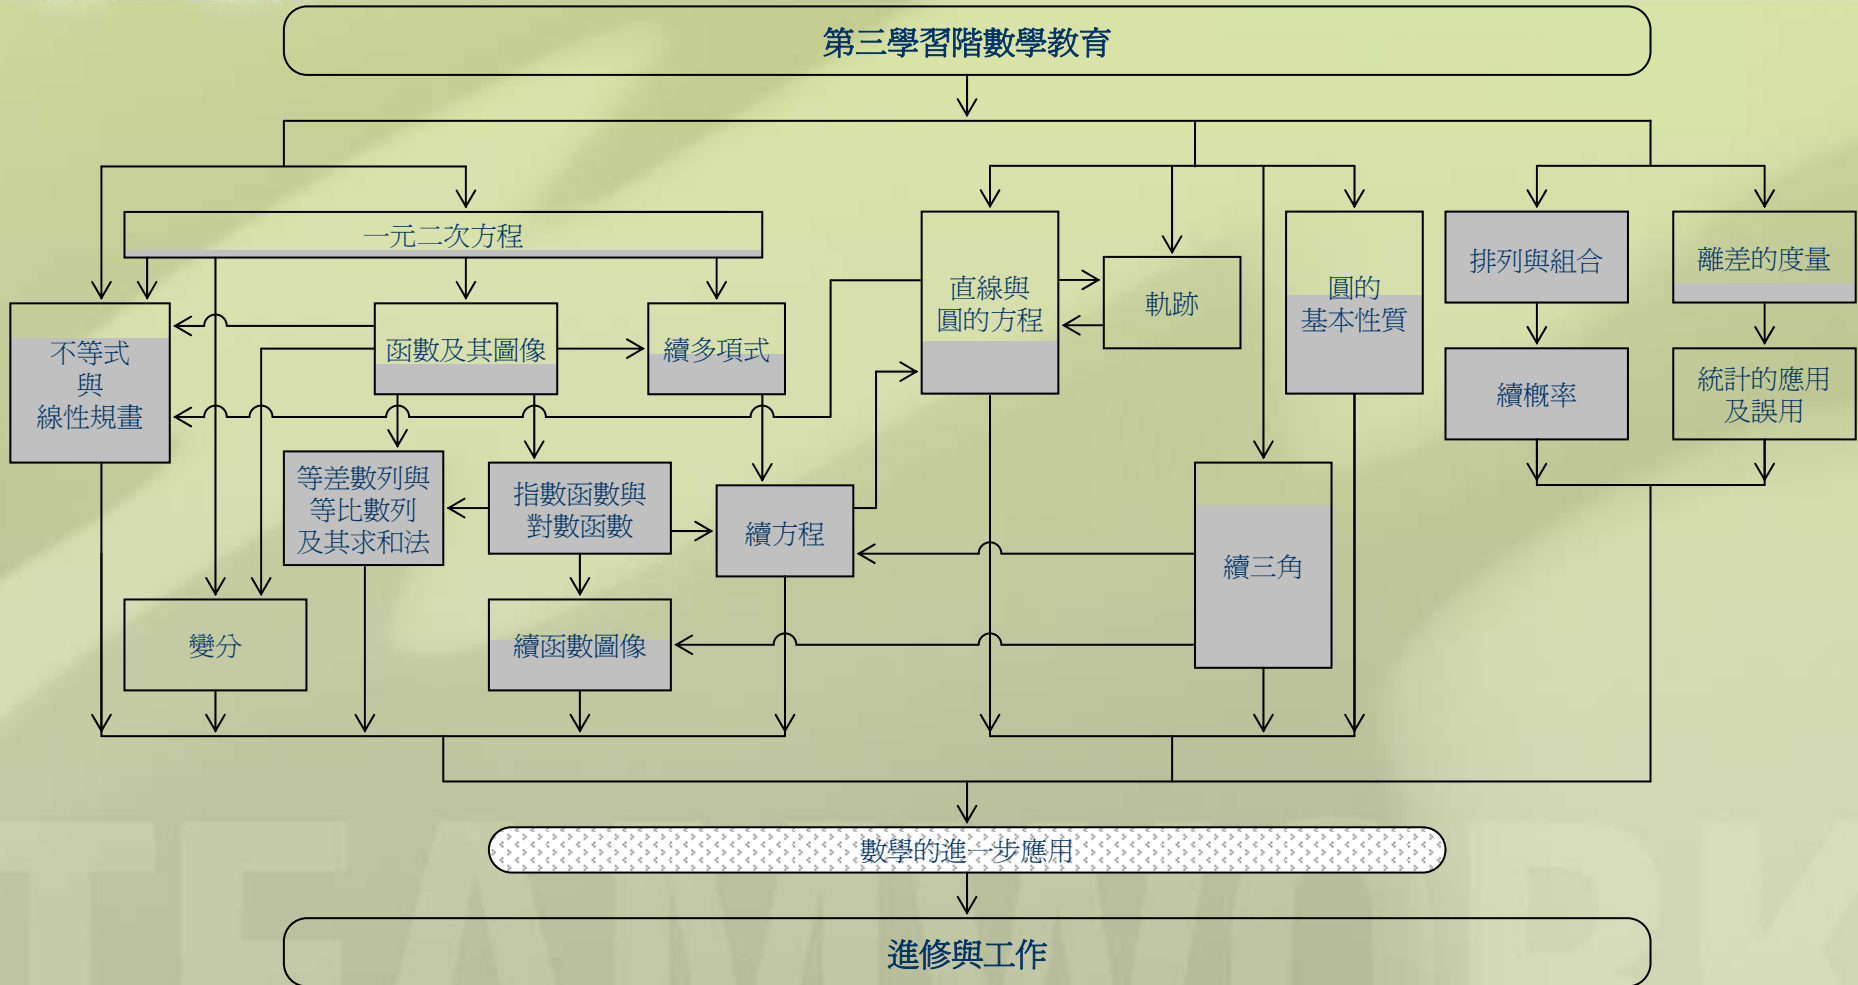 第三學習階數學教育
一元二次方程
不等式
與
線性規畫
函數及其圖像
續多項式
直線與
圓的方程
軌跡
圓的
基本性質
排列與組合
離差的度量
續概率
統計的應用
及誤用
等差數列與
等比數列
及其求和法
指數函數與
對數函數
續方程
續三角
變分
續函數圖像
數學的進一步應用
進修與工作
TEAMWORK